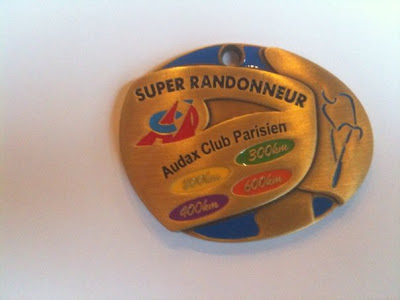 SUPER RANDONNEUR
Audax Club Parisien
300km
200km
600km
400km